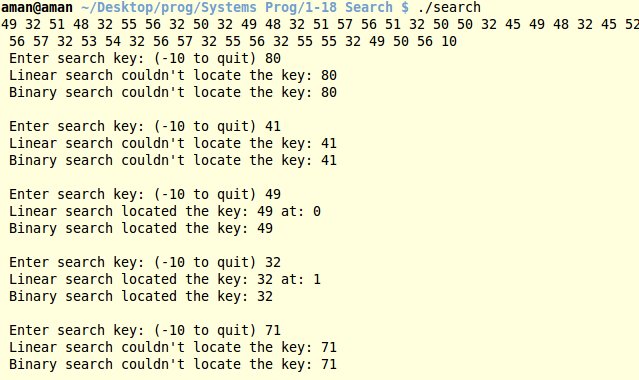 aman@aman ~/Desktop/prog/Systems Prog/1-18 Search $ ./search
49 32 51 48 32 55 56 32 50 32 49 48 32 51 57 56 51 32 50 50 32 45 49 48 32 45 52
56 57 32 53 54 32 56 57 32 55 56 32 55 55 32 49 50 56 10
Enter search key: (-10 to quit) 80
Linear search couldn't locate the key: 80
Binary search couldn't locate the key: 80
Enter search key: (-10 to quit) 41
Linear search couldn't locate the key: 41
Binary search couldn't locate the key: 41
Enter search key: (-10 to quit) 49
Linear search located the key: 49 at: 0
Binary search located the key: 49
Enter search key: (-10 to quit) 32
Linear search located the key: 32 at: 1
Binary search located the key: 32
Enter search key: (-10 to quit) 71
Linear search couldn't locate the key: 71
Binary search couldn't locate the key: 71